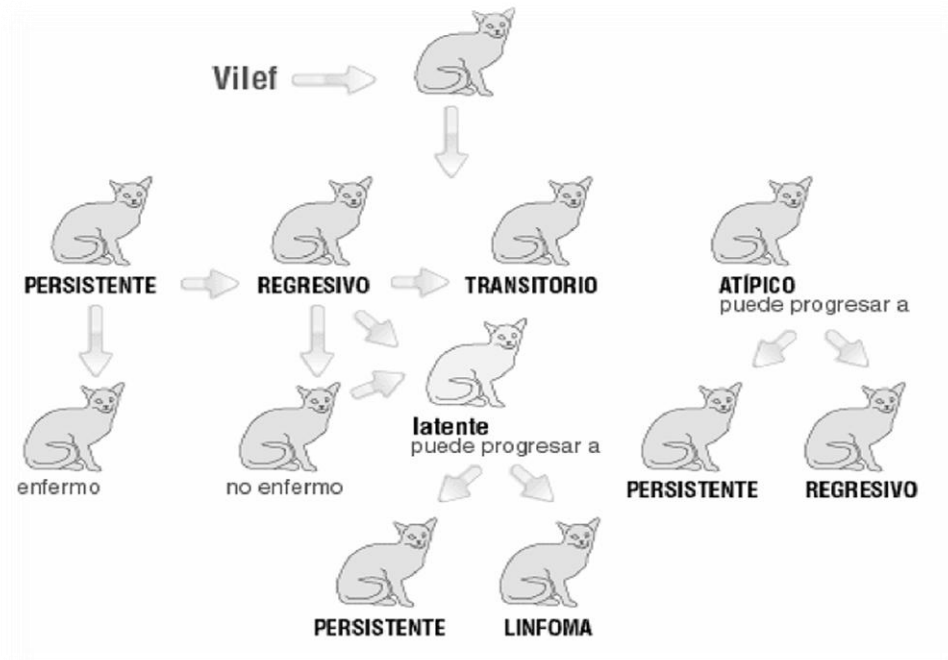 Vilef
PERSISTENTE
REGRESIVO
TRANSITORIO
ATÍPICO
puede progresar a
enfermo
no enfermo
latente
puede progresar a
PERSISTENTE
REGRESIVO
PERSISTENTE
LINFOMA